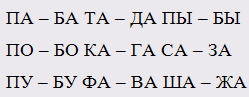 ПА – БА ТА – ДА ПЫ – БЫ
ПО – БО КА – ГА СА – ЗА
ПУ – БУ ФА – ВА ША – ЖА